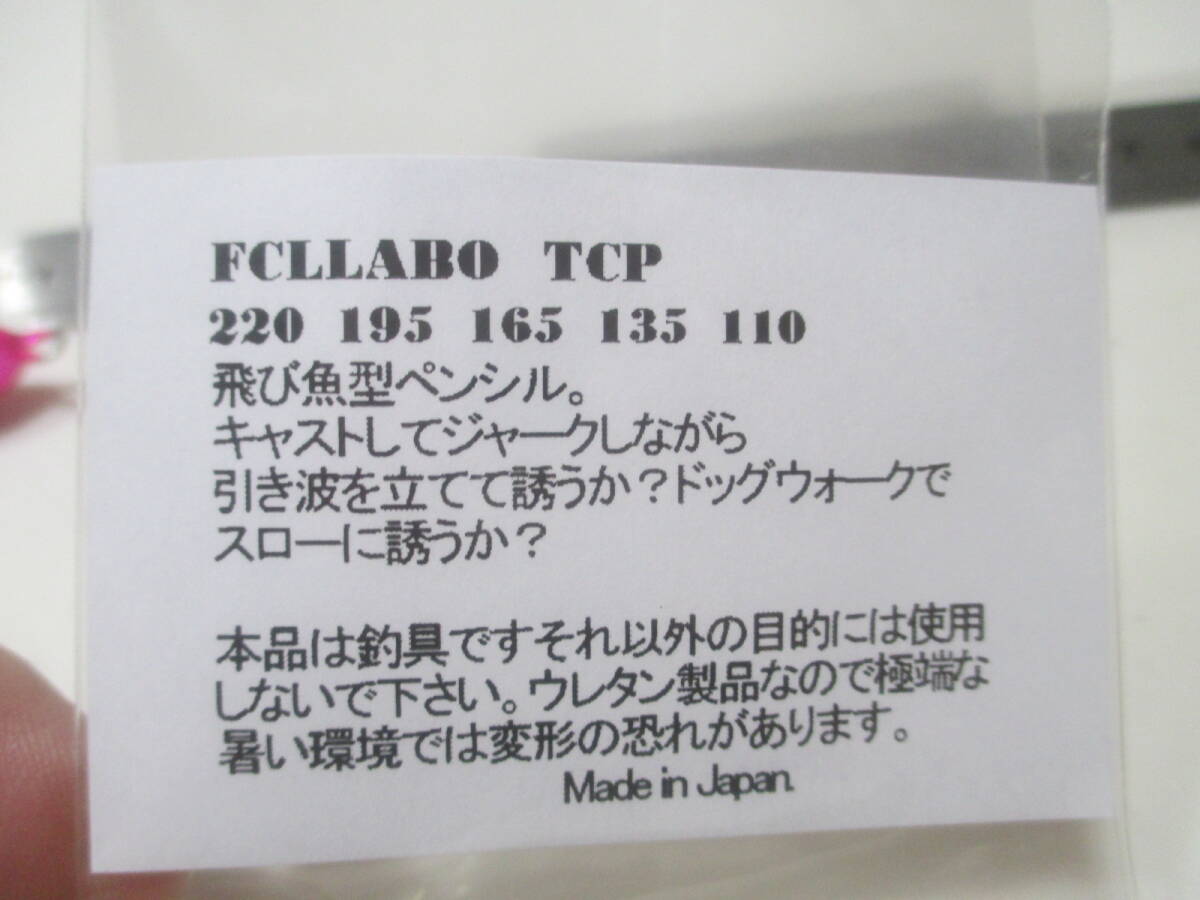 FCLLABO TCP
220 195 165 135 110
飛び魚型ペンシル。
キャストしてジャークしながら
引き波を立てて誘うか？ドッグウォークで
スローに誘うか？
本品は釣具ですそれ以外の目的には使用
しないで下さい。ウレタン製品なので極端な
暑い環境では変形の恐れがあります。
Made in Japan.